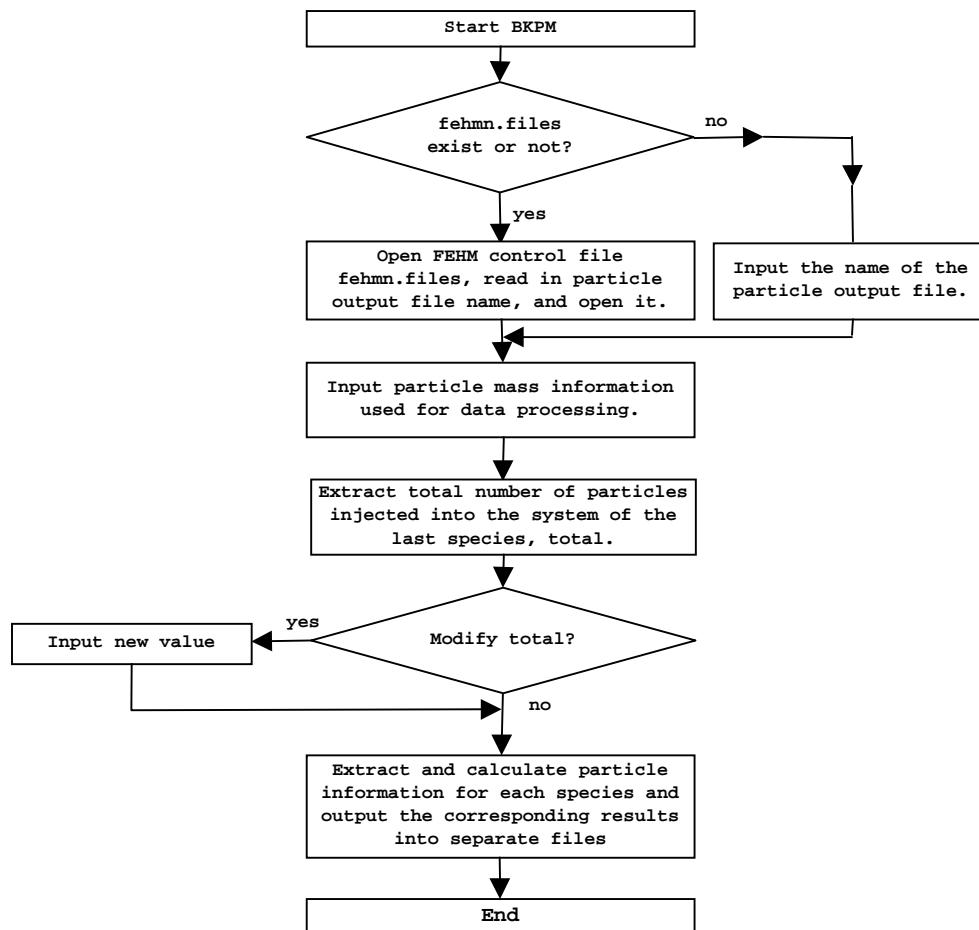 Start BKPM
fehmn.files
exist or not?
no
yes
Open FEHM control file
fehmn.files, read in particle
output file name, and open it.
Input the name of the
particle output file.
Input particle mass information
used for data processing.
Extract total number of particles
injected into the system of the
last species, total.
yes
Input new value
Modify total?
no
Extract and calculate particle
information for each species and
output the corresponding results
into separate files
End